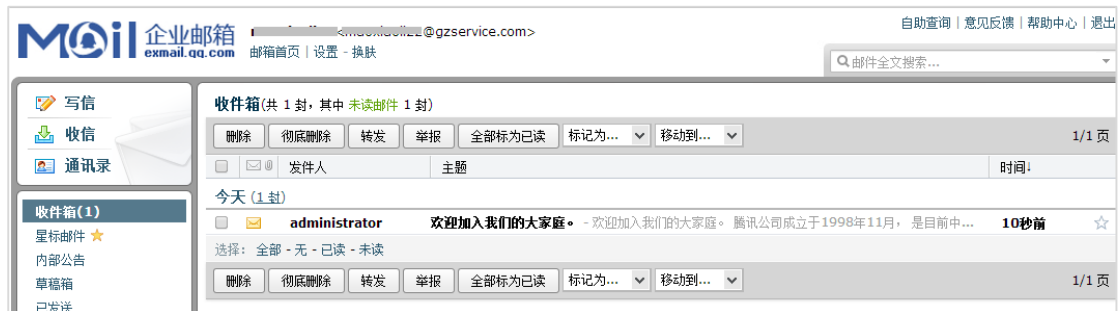 MOil 企业邮箱
exmail.qq.com
@gzservice.com>
邮箱首页 | 设置 - 换肤
自助查询 | 意见反馈 | 帮助中心 | 退出
邮件全文搜索...
写信
收信
通讯录
收件箱(1)
星标邮件
内部公告
草稿箱
已发送
收件箱(共 1 封，其中 未读邮件 1 封)
删除 彻底删除 转发 举报 全部标为已读 标记为... 移动到... 1/1 页
发件人 主题 时间↓
今天 (1 封)
administrator 欢迎加入我们的大家庭。 - 欢迎加入我们的大家庭。 腾讯公司成立于1998年11月， 是目前中... 10秒前
选择： 全部 - 无 - 已读 - 未读
删除 彻底删除 转发 举报 全部标为已读 标记为... 移动到... 1/1 页